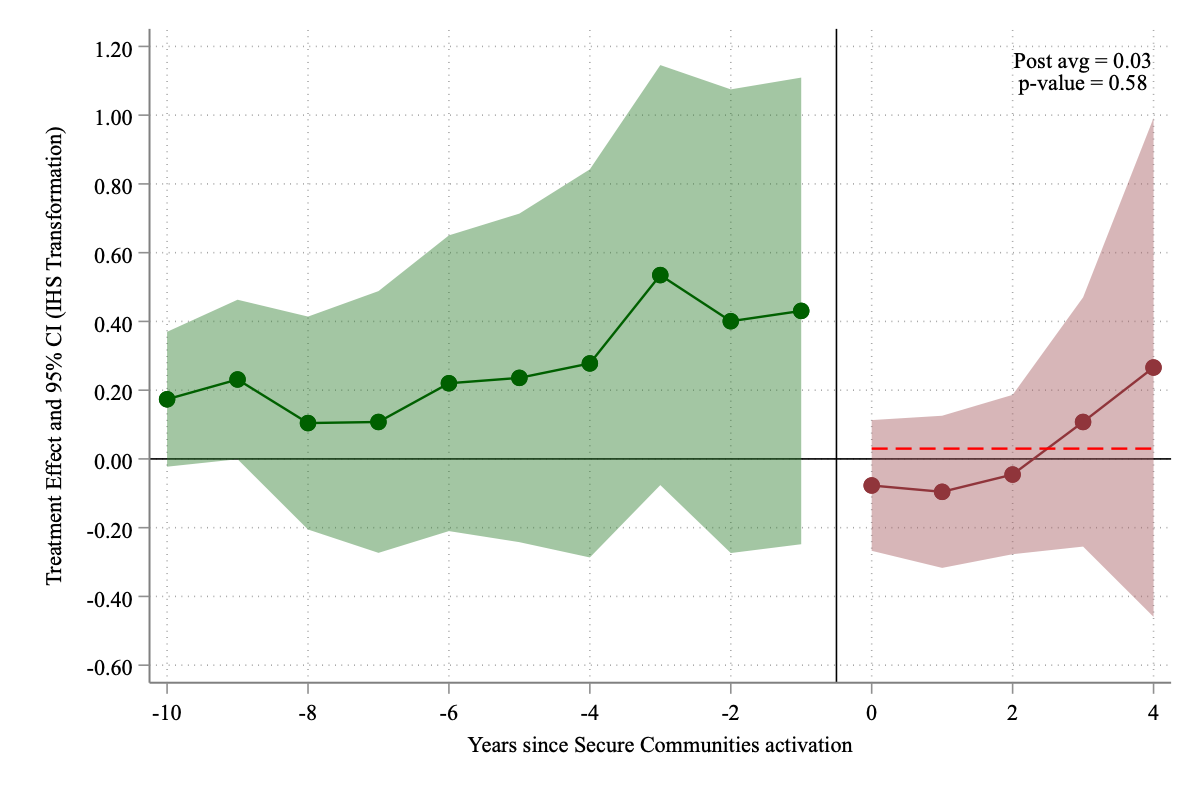 Post avg = 0.03
p-value = 0.58
Treatment Effect and 95% CI (IHS Transformation)
1.20
1.00
0.80
0.60
0.40
0.20
0.00
-0.20
-0.40
-0.60
-10 -8 -6 -4 -2 0 2 4
Years since Secure Communities activation